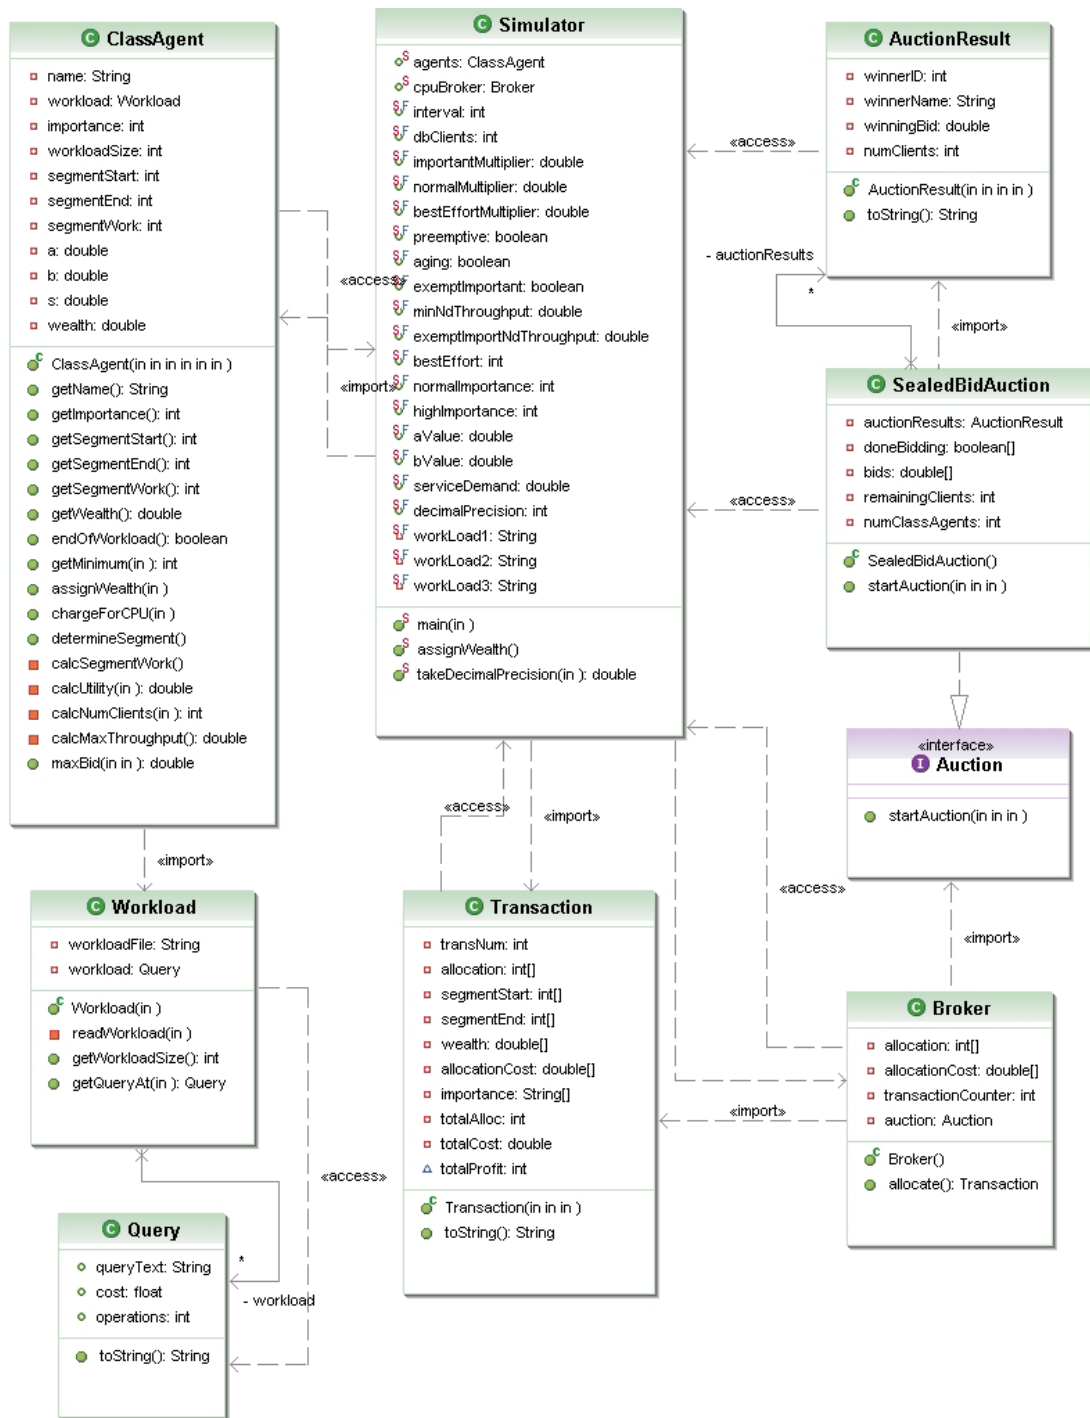 ClassAgent
name: String
workload: Workload
importance: int
workloadSize: int
segmentStart: int
segmentEnd: int
segmentWork: int
a: double
b: double
s: double
wealth: double
ClassAgent(in in in in in in )
getName(): String
getImportance(): int
getSegmentStart(): int
getSegmentEnd(): int
getSegmentWork(): int
getWealth(): double
endOfWorkload(): boolean
getMinimum(in ): int
assignWealth(in )
chargeForCPU(in )
determineSegment()
calcSegmentWork()
calcUtility(in ): double
calcNumClients(in ): int
calcMaxThroughput(): double
maxBid(in in ): double
«access»
«import»
Simulator
agents: ClassAgent
cpuBroker: Broker
interval: int
dbClients: int
importantMultiplier: double
normalMultiplier: double
bestEffortMultiplier: double
preemptive: boolean
aging: boolean
exemptImportant: boolean
minNdThroughput: double
exemptImportNdThroughput: double
bestEffort: int
normalImportance: int
highImportance: int
aValue: double
bValue: double
serviceDemand: double
decimalPrecision: int
workLoad1: String
workLoad2: String
workLoad3: String
main(in )
assignWealth()
takeDecimalPrecision(in ): double
«access»
AuctionResult
winnerID: int
winnerName: String
winningBid: double
numClients: int
AuctionResult(in in in in )
toString(): String
- auctionResults
*
«import»
SealedBidAuction
auctionResults: AuctionResult
doneBidding: boolean[]
bids: double[]
remainingClients: int
numClassAgents: int
SealedBidAuction()
startAuction(in in in )
«access»
«interface»
Auction
startAuction(in in in )
«access»
«import»
«access»
«import»
«import»
Workload
workloadFile: String
workload: Query
Workload(in )
readWorkload(in )
getWorkloadSize(): int
getQueryAt(in ): Query
«access»
*
- workload
Query
queryText: String
cost: float
operations: int
toString(): String
Transaction
transNum: int
allocation: int[]
segmentStart: int[]
segmentEnd: int[]
wealth: double[]
allocationCost: double[]
importance: String[]
totalAlloc: int
totalCost: double
totalProfit: int
Transaction(in in in )
toString(): String
«import»
Broker
allocation: int[]
allocationCost: double[]
transactionCounter: int
auction: Auction
Broker()
allocate(): Transaction